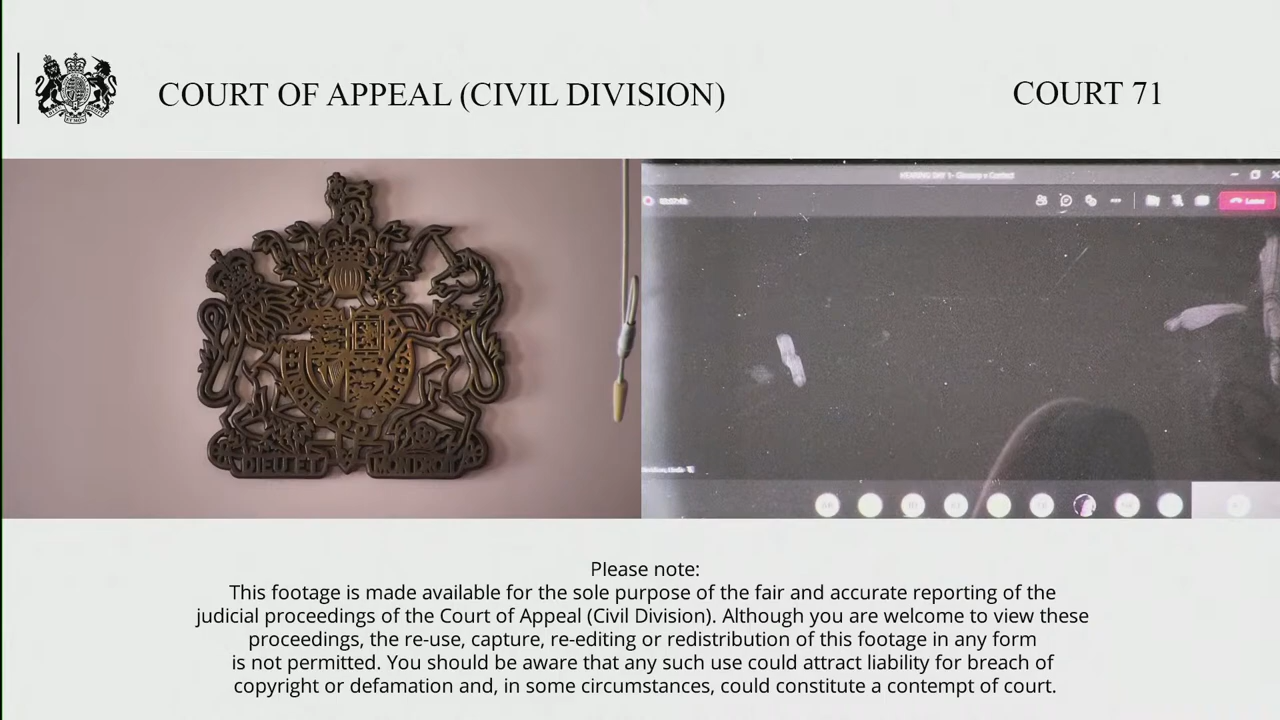 COURT OF APPEAL (CIVIL DIVISION)
COURT 71
DIEU ET MON DROIT
HEARING DAY 1-
Leave
Please note:
This footage is made available for the sole purpose of the fair and accurate reporting of the
judicial proceedings of the Court of Appeal (Civil Division). Although you are welcome to view these
proceedings, the re-use, capture, re-editing or redistribution of this footage in any form
is not permitted. You should be aware that any such use could attract liability for breach of
copyright or defamation and, in some circumstances, could constitute a contempt of court.